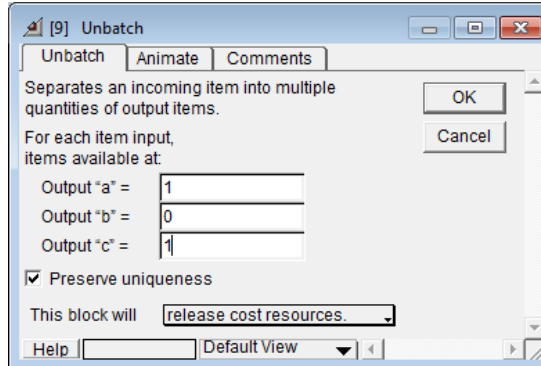 [9] Unbatch
Unbatch Animate Comments
Separates an incoming item into multiple
quantities of output items.
OK
For each item input,
items available at:
Cancel
Output "a" = 1
Output "b" = 0
Output "c" = 1
Preserve uniqueness
This block will release cost resources.
Help Default View